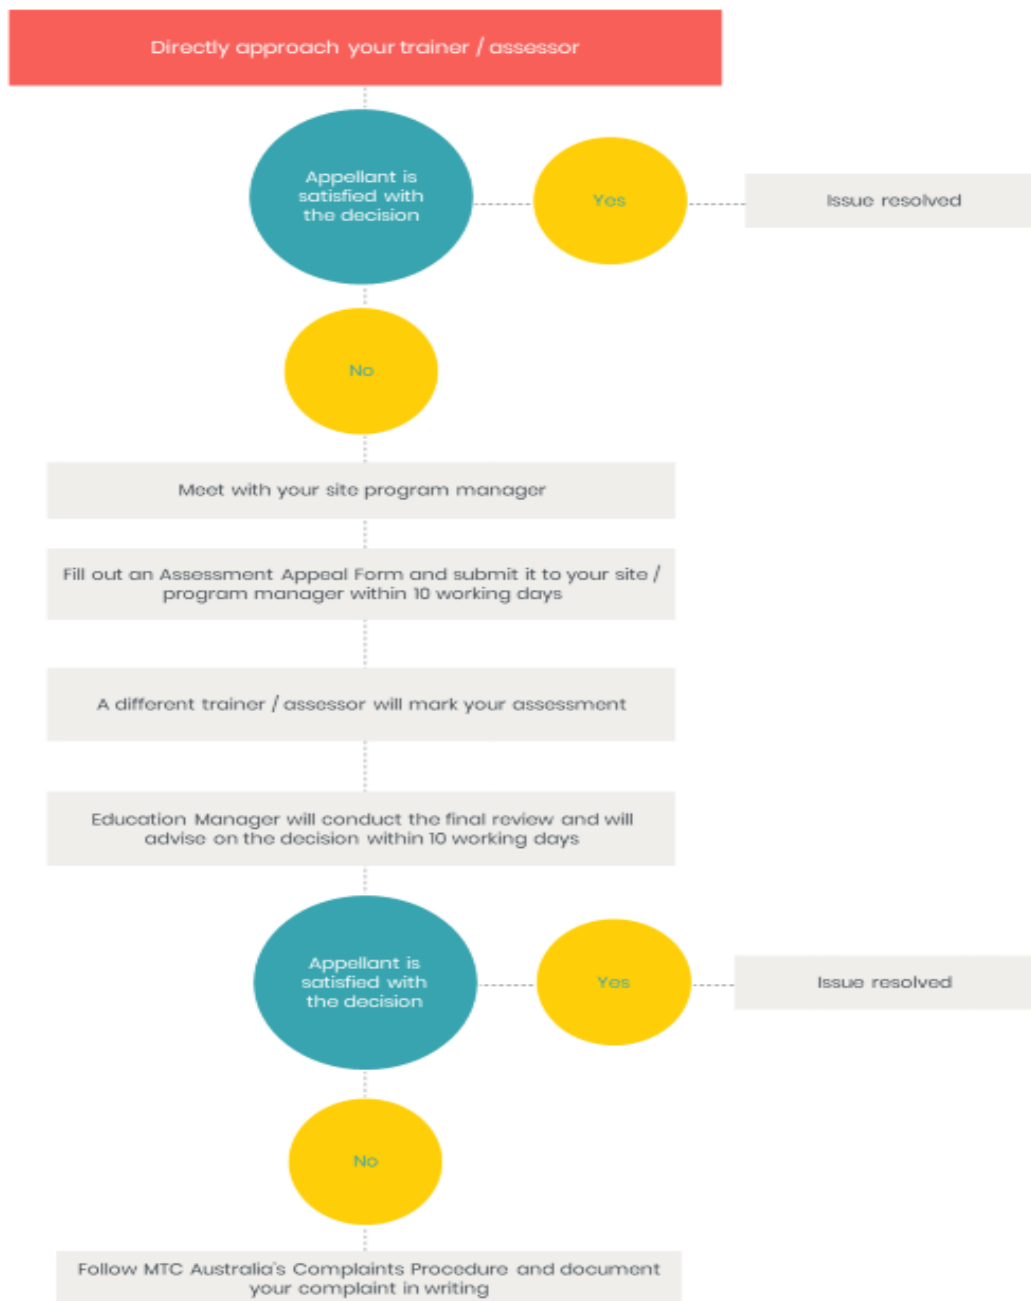 Directly approach your trainer / assessor
Appellant is
satisfied with
the decision
Yes
Issue resolved
No
Meet with your site program manager
Fill out an Assessment Appeal Form and submit it to your site /
program manager within 10 working days
A different trainer / assessor will mark your assessment
Education Manager will conduct the final review and will
advise on the decision within 10 working days
Appellant is
satisfied with
the decision
Yes
Issue resolved
No
Follow MTC Australia's Complaints Procedure and document
your complaint in writing